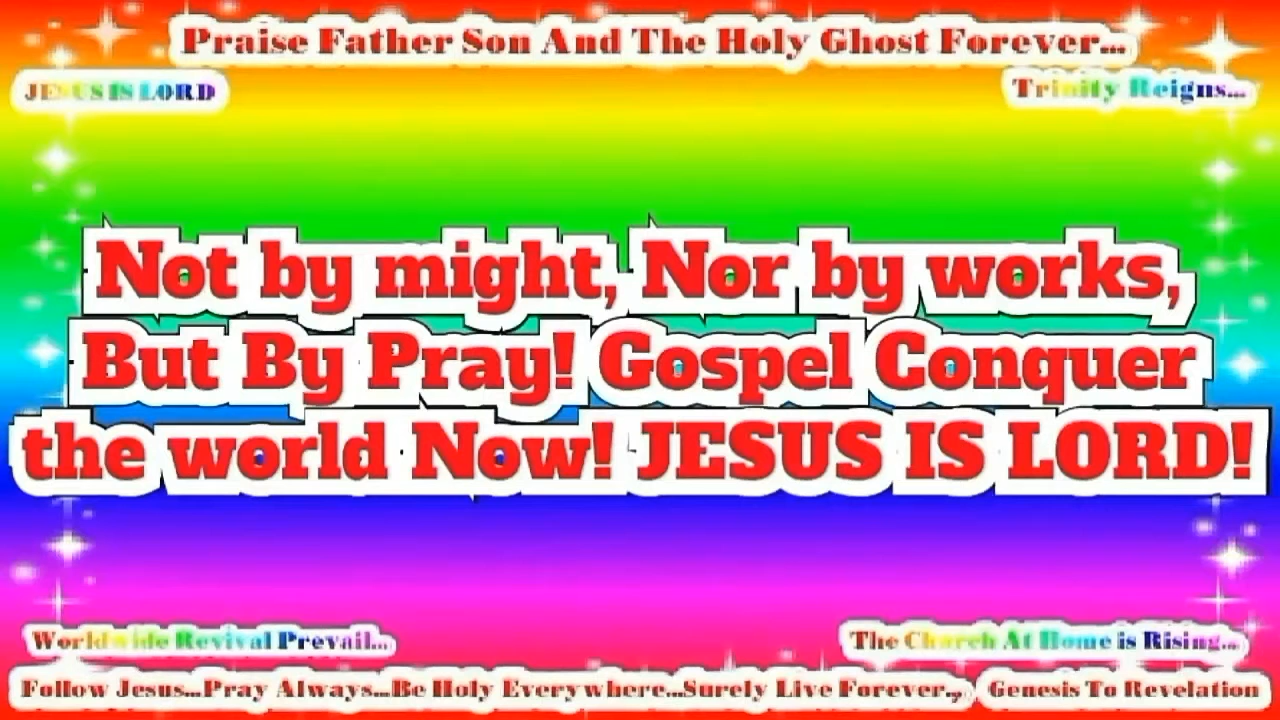 Praise Father Son And The Holy Ghost Forever...
JESUS IS LORD
Trinity Reigns...
Not by might, Nor by works,
But By Pray! Gospel Conquer
the world Now! JESUS IS LORD!
Worldwide Revival Prevail...
The Church At Home is Rising...
Follow Jesus...Pray Always...Be Holy Everywhere...Surely Live Forever...,
Genesis To Revelation